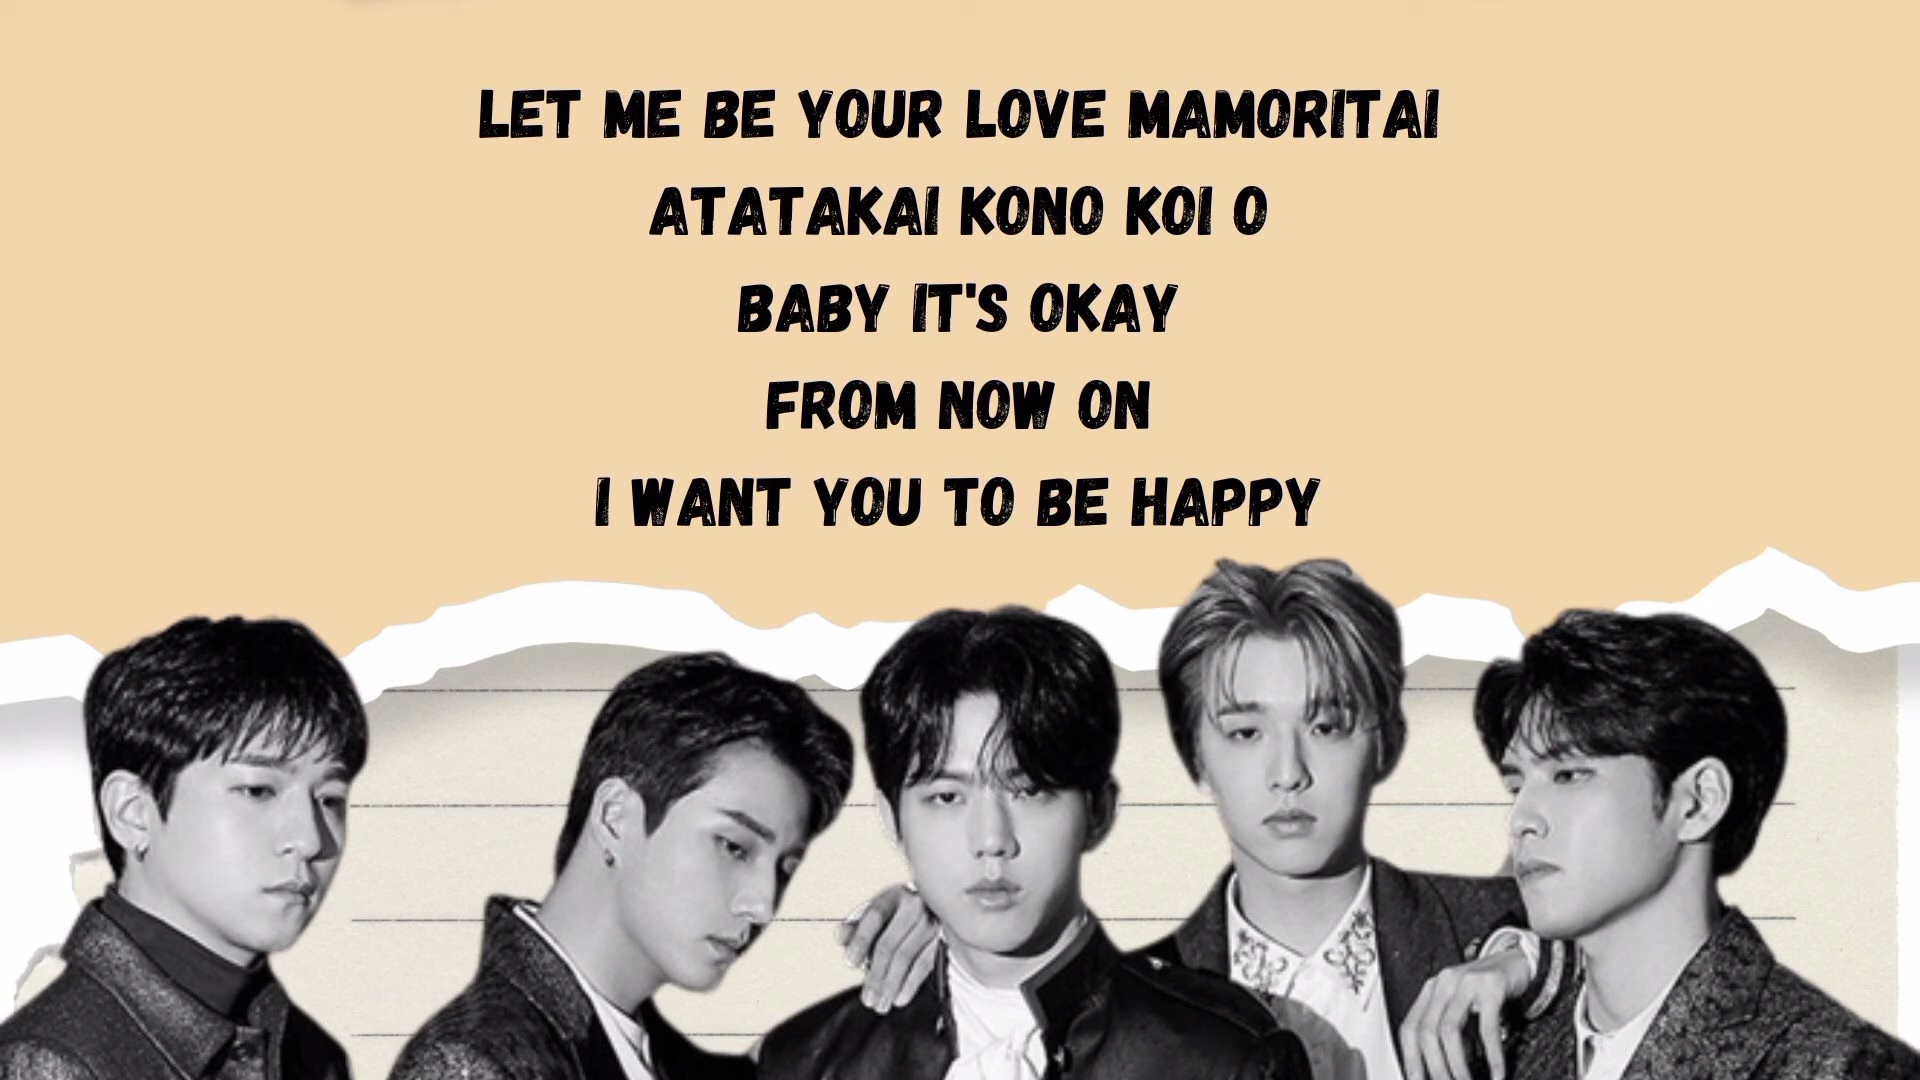 LET ME BE YOUR LOVE MAMORITAI
ATATAKAI KONO KOI O
BABY IT'S OKAY
FROM NOW ON
I WANT YOU TO BE HAPPY